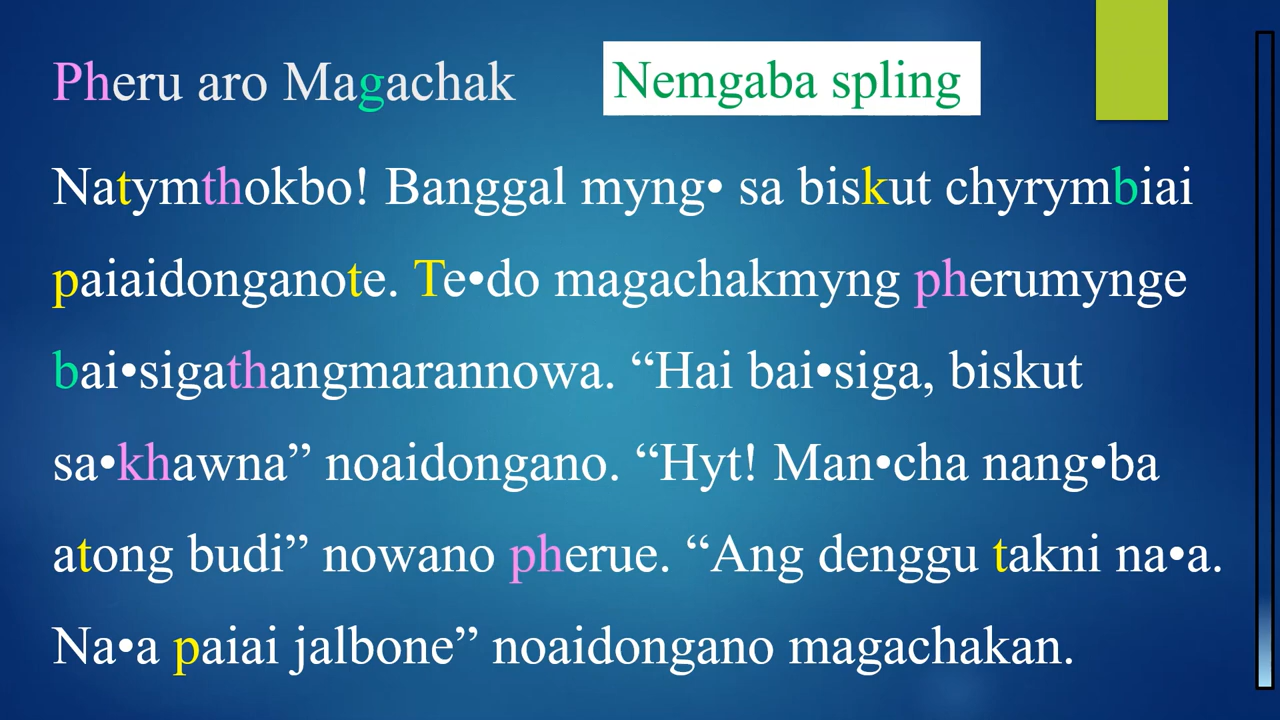 Pheru aro Magachak
Nemgaba spling
Natymthokbo! Banggal myng• sa biskut chyrymbiai
paiaidonganote. Te•do magachakmyng pherumynge
bai•sigathangmarannowa. “Hai bai•siga, biskut
sa•khawna” noaidongano. “Hyt! Man•cha nang•ba
atong budi” nowano pherue. “Ang denggu takni na•a.
Na•a paiai jalbone” noaidongano magachakan.